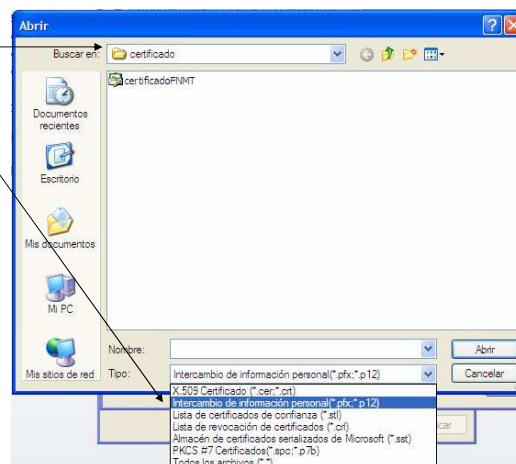 Abrir
Buscar en: certificado
certificadoFNMT
Documentos
recientes
Escritorio
Mis documentos
Mi PC
Mis sitios de red
Nombre:
Abrir
Tipo: Intercambio de información personal(*.pfx;*.p12)
Cancelar
X.509 Certificado (*.cer;*.crt)
Intercambio de información personal(*.pfx;*.p12)
Lista de certificados de confianza (*.stl)
Lista de revocación de certificados (*.crl)
Almacén de certificados serializados de Microsoft (*.sst)
PKCS #7 Certificados(*.spc;*.p7b)
Todos los archivos (*.*)